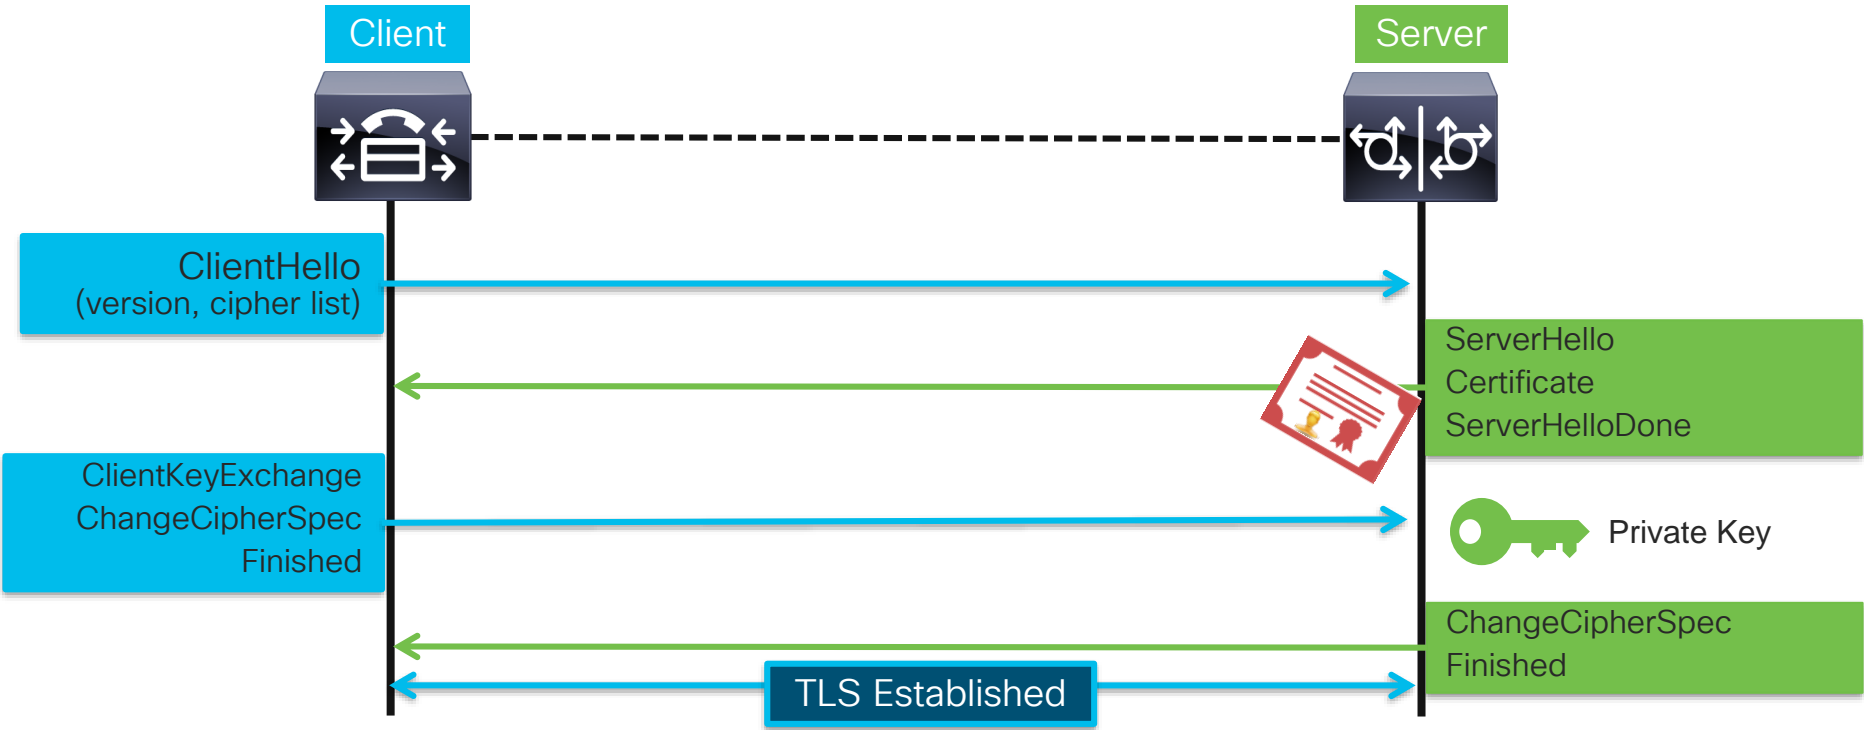 Client
Server
ClientHello
(version, cipher list)
ServerHello
Certificate
ServerHelloDone
ClientKeyExchange
ChangeCipherSpec
Finished
Private Key
ChangeCipherSpec
Finished
TLS Established